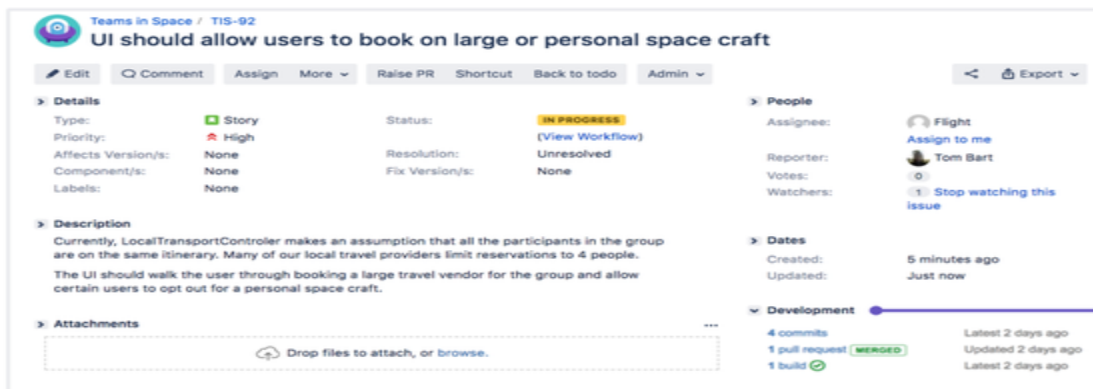 Teams in Space / TIS-92
UI should allow users to book on large or personal space craft
Edit Comment Assign More Raise PR Shortcut Back to todo Admin Export
Details
Type: Story Status: IN PROGRESS
Priority: High (View Workflow)
Affects Version/s: None Resolution: Unresolved
Component/s: None Fix Version/s: None
Labels: None
Description
Currently, LocalTransportControler makes an assumption that all the participants in the group
are on the same itinerary. Many of our local travel providers limit reservations to 4 people.
The UI should walk the user through booking a large travel vendor for the group and allow
certain users to opt out for a personal space craft.
Attachments
Drop files to attach, or browse.
People
Assignee: Flight
Assign to me
Reporter: Tom Bart
Votes: 0
Watchers: 1 Stop watching this
issue
Dates
Created: 5 minutes ago
Updated: Just now
Development
4 commits Latest 2 days ago
1 pull request MERGED Updated 2 days ago
1 build Latest 2 days ago